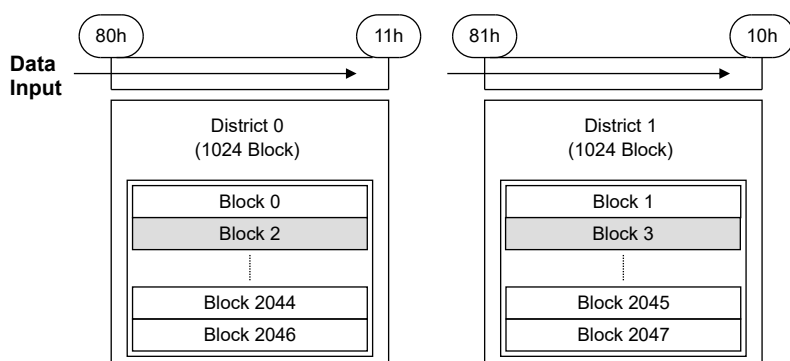 80h 11h 81h 10h
Data
Input
District 0
(1024 Block)
Block 0
Block 2
Block 2044
Block 2046
District 1
(1024 Block)
Block 1
Block 3
Block 2045
Block 2047